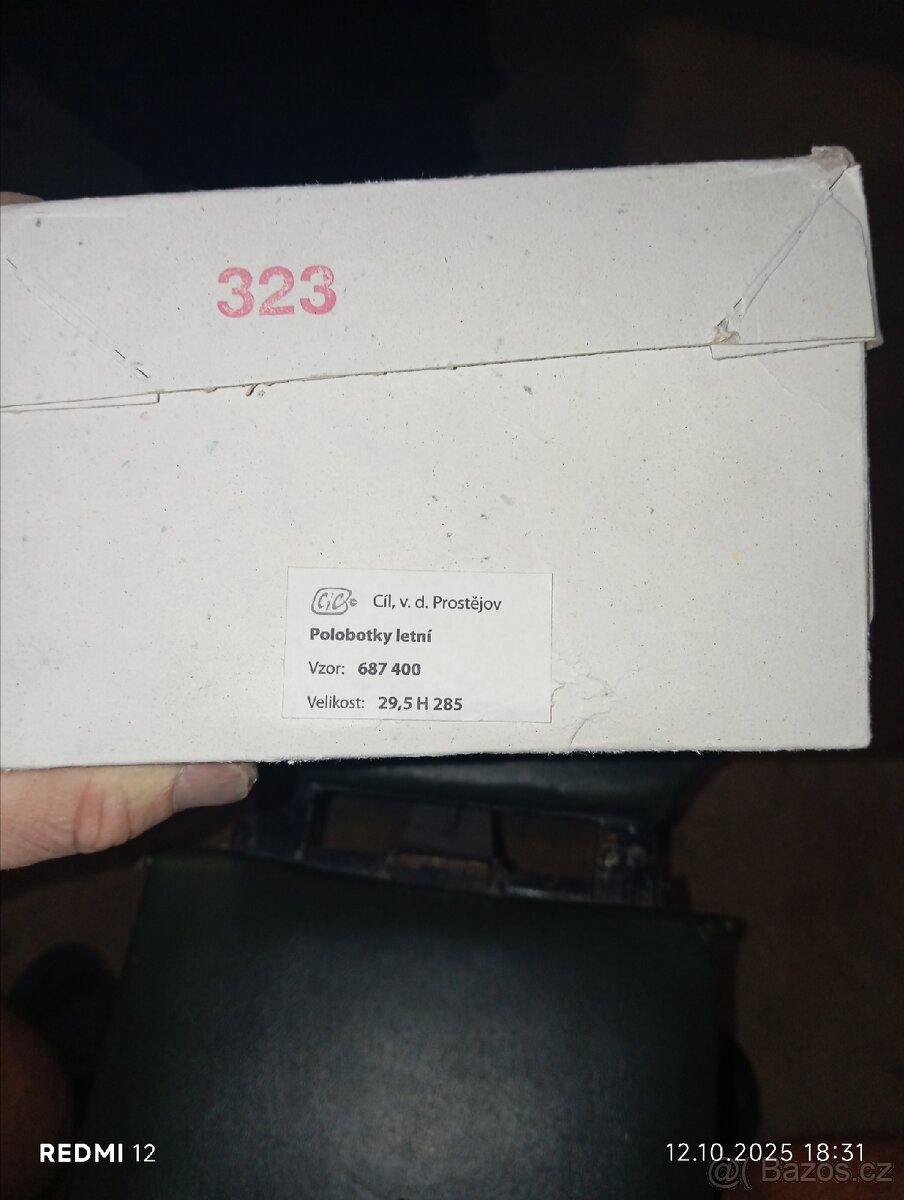 323
CíL Cíl, v. d. Prostějov
Polobotky letní
Vzor: 687 400
Velikost: 29,5 H 285
REDMI 12
12.10.2025 18:31
@( Bazos.cz